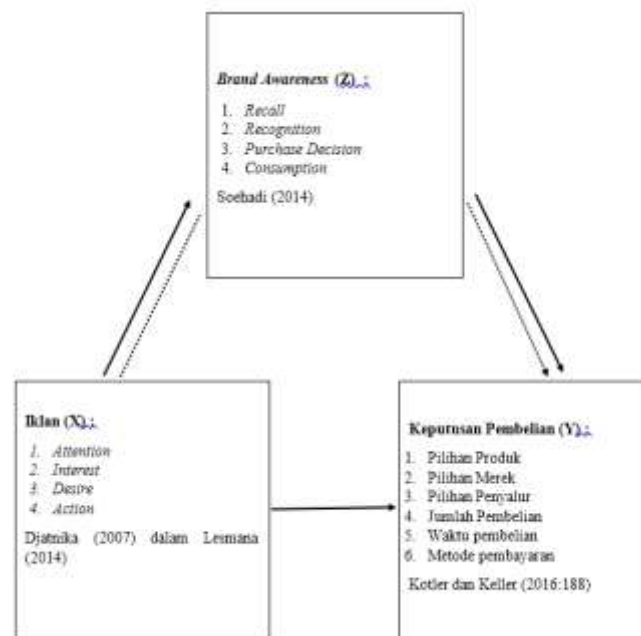 Brand Awareness (Z) :
1. Recall
2. Recognition
3. Purchase Decision
4. Consumption
Soehadi (2014)
Iklan (X) :
1. Attention
2. Interest
3. Desire
4. Action
Djatnika (2007) dalam Lesmana
(2014)
Keputusan Pembelian (Y) :
1. Pilihan Produk
2. Pilihan Merek
3. Pilihan Penyalur
4. Jumlah Pembelian
5. Waktu pembelian
6. Metode pembayaran
Kotler dan Keller (2016:188)